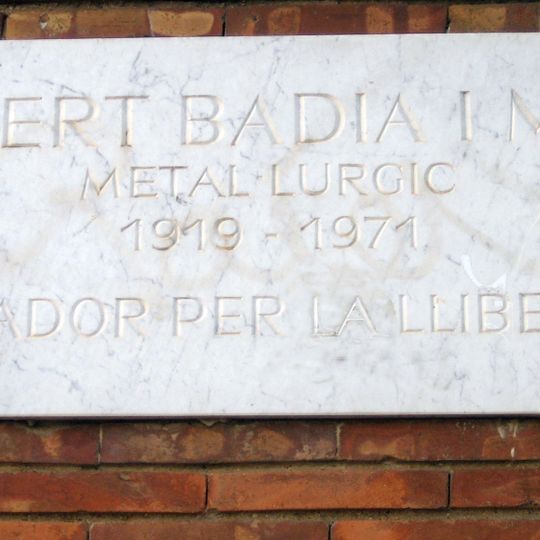 ERT BADIA I M
METAL·LURGIC
1919 - 1971
ADOR PER LA LLIBE